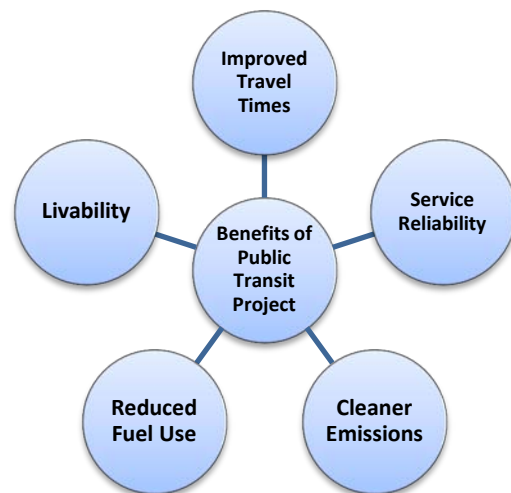 Improved
Travel
Times
Livability
Service
Reliability
Benefits of
Public
Transit
Project
Reduced
Fuel Use
Cleaner
Emissions